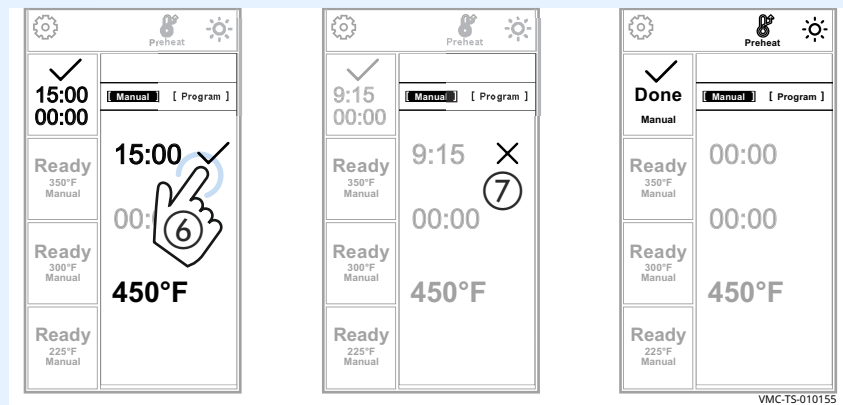 Preheat
15:00
00:00
[ Manual ] [ Program ]
15:00
Ready
350°F
Manual
00:
6
Ready
300°F
Manual
450°F
Ready
225°F
Manual
Preheat
9:15
00:00
[ Manual ] [ Program ]
9:15
7
Ready
350°F
Manual
00:00
Ready
300°F
Manual
450°F
Ready
225°F
Manual
Preheat
Done
Manual
[ Manual ] [ Program ]
00:00
Ready
350°F
Manual
00:00
Ready
300°F
Manual
450°F
Ready
225°F
Manual
VMC-TS-010155